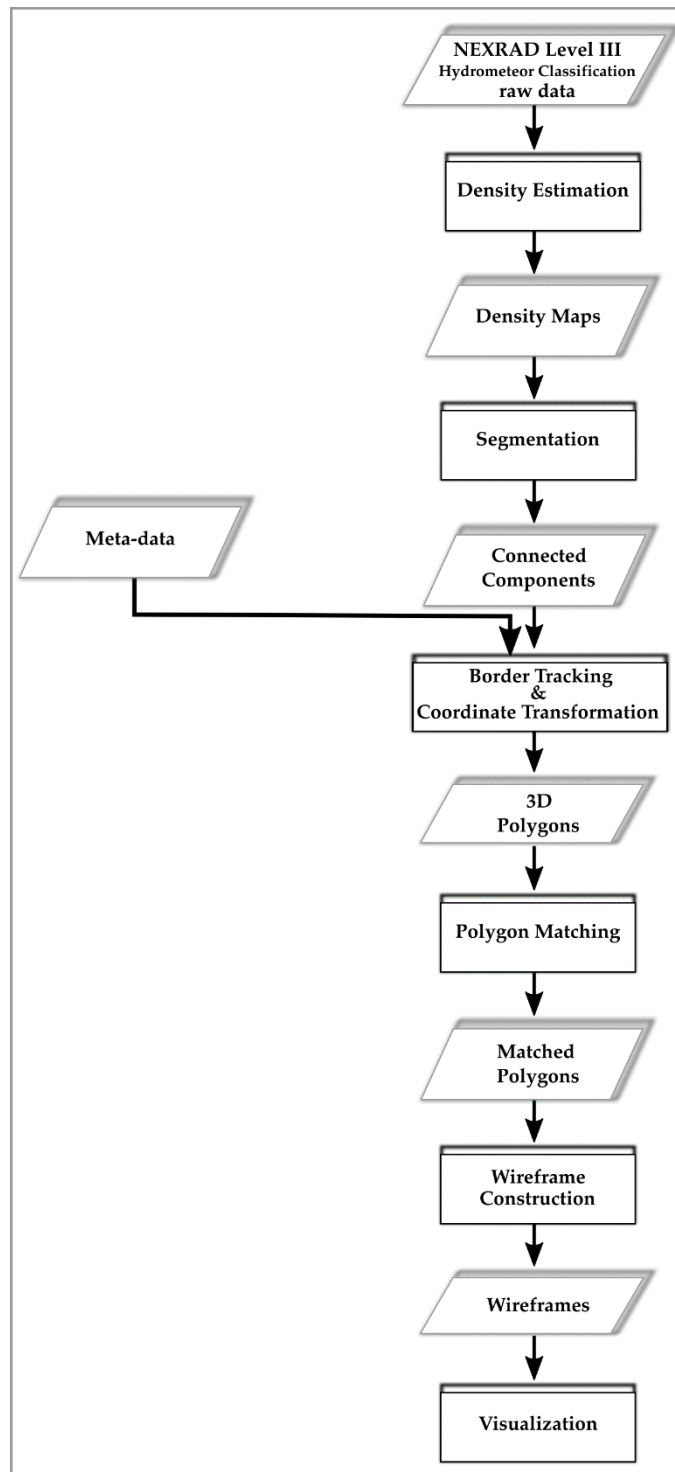 NEXRAD Level III
Hydrometeor Classification
raw data
Density Estimation
Density Maps
Segmentation
Meta-data
Connected
Components
Border Tracking
&
Coordinate Transformation
3D
Polygons
Polygon Matching
Matched
Polygons
Wireframe
Construction
Wireframes
Visualization